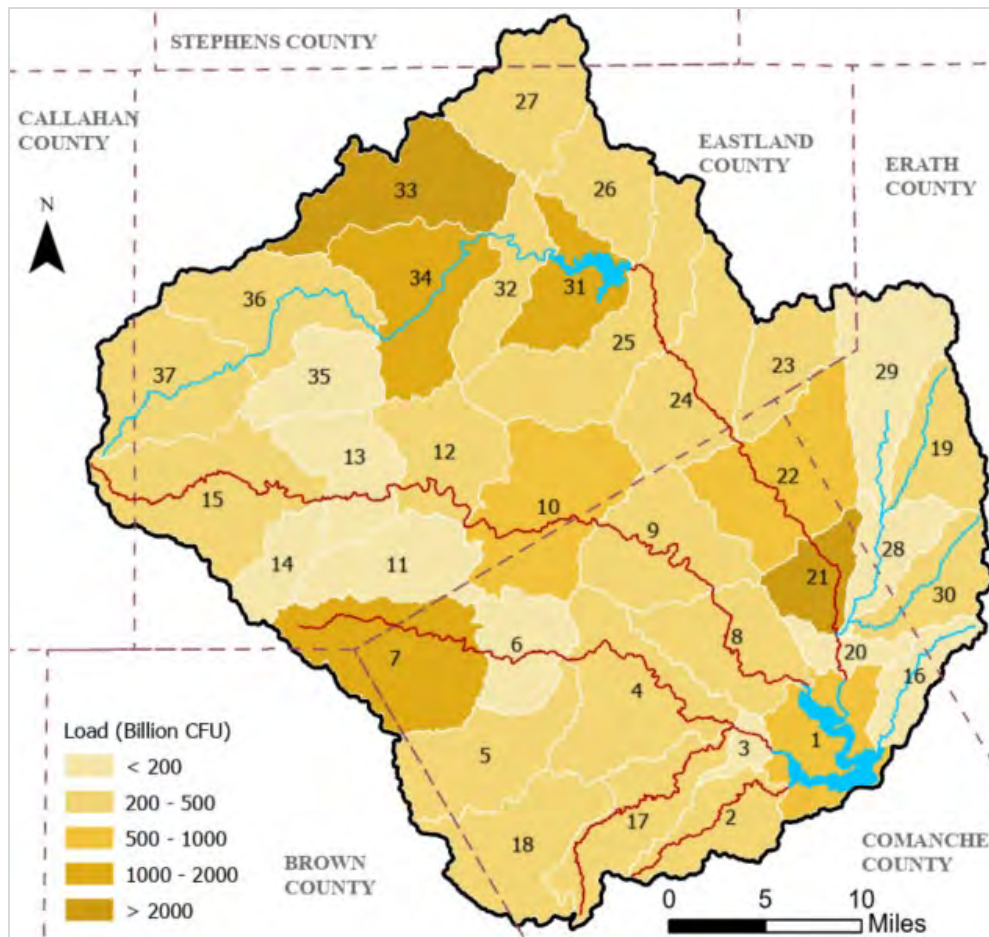 STEPHENS COUNTY
CALLAHAN
COUNTY
EASTLAND
COUNTY
ERATH
COUNTY
N
27
26
33
34
32
31
36
35
37
25
24
23
29
19
22
13
12
15
10
9
14
11
21
28
30
6
7
8
20
16
4
5
3
1
17
2
18
Load (Billion CFU)
< 200
200 - 500
500 - 1000
1000 - 2000
> 2000
BROWN
COUNTY
COMANCHE
COUNTY
0 5 10
Miles